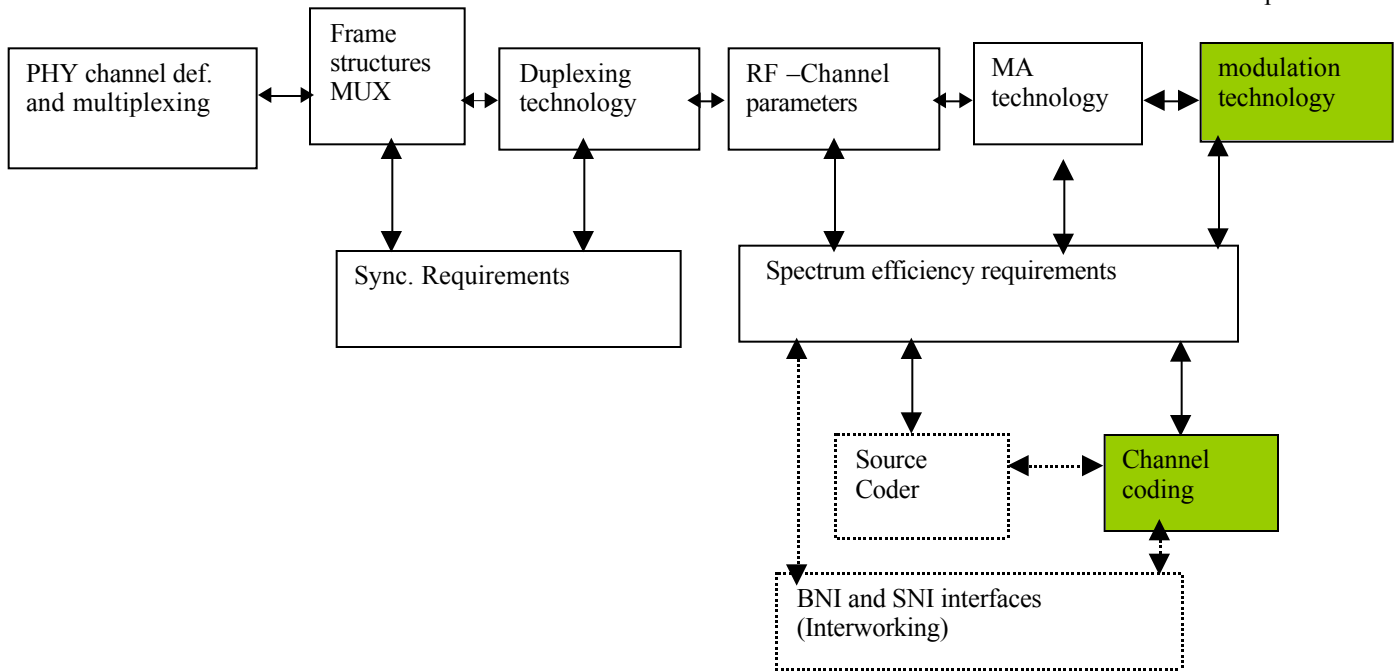 PHY channel def.
and multiplexing
Frame
structures
MUX
Duplexing
technology
RF –Channel
parameters
MA
technology
modulation
technology
Sync. Requirements
Spectrum efficiency requirements
Source
Coder
Channel
coding
BNI and SNI interfaces
(Interworking)